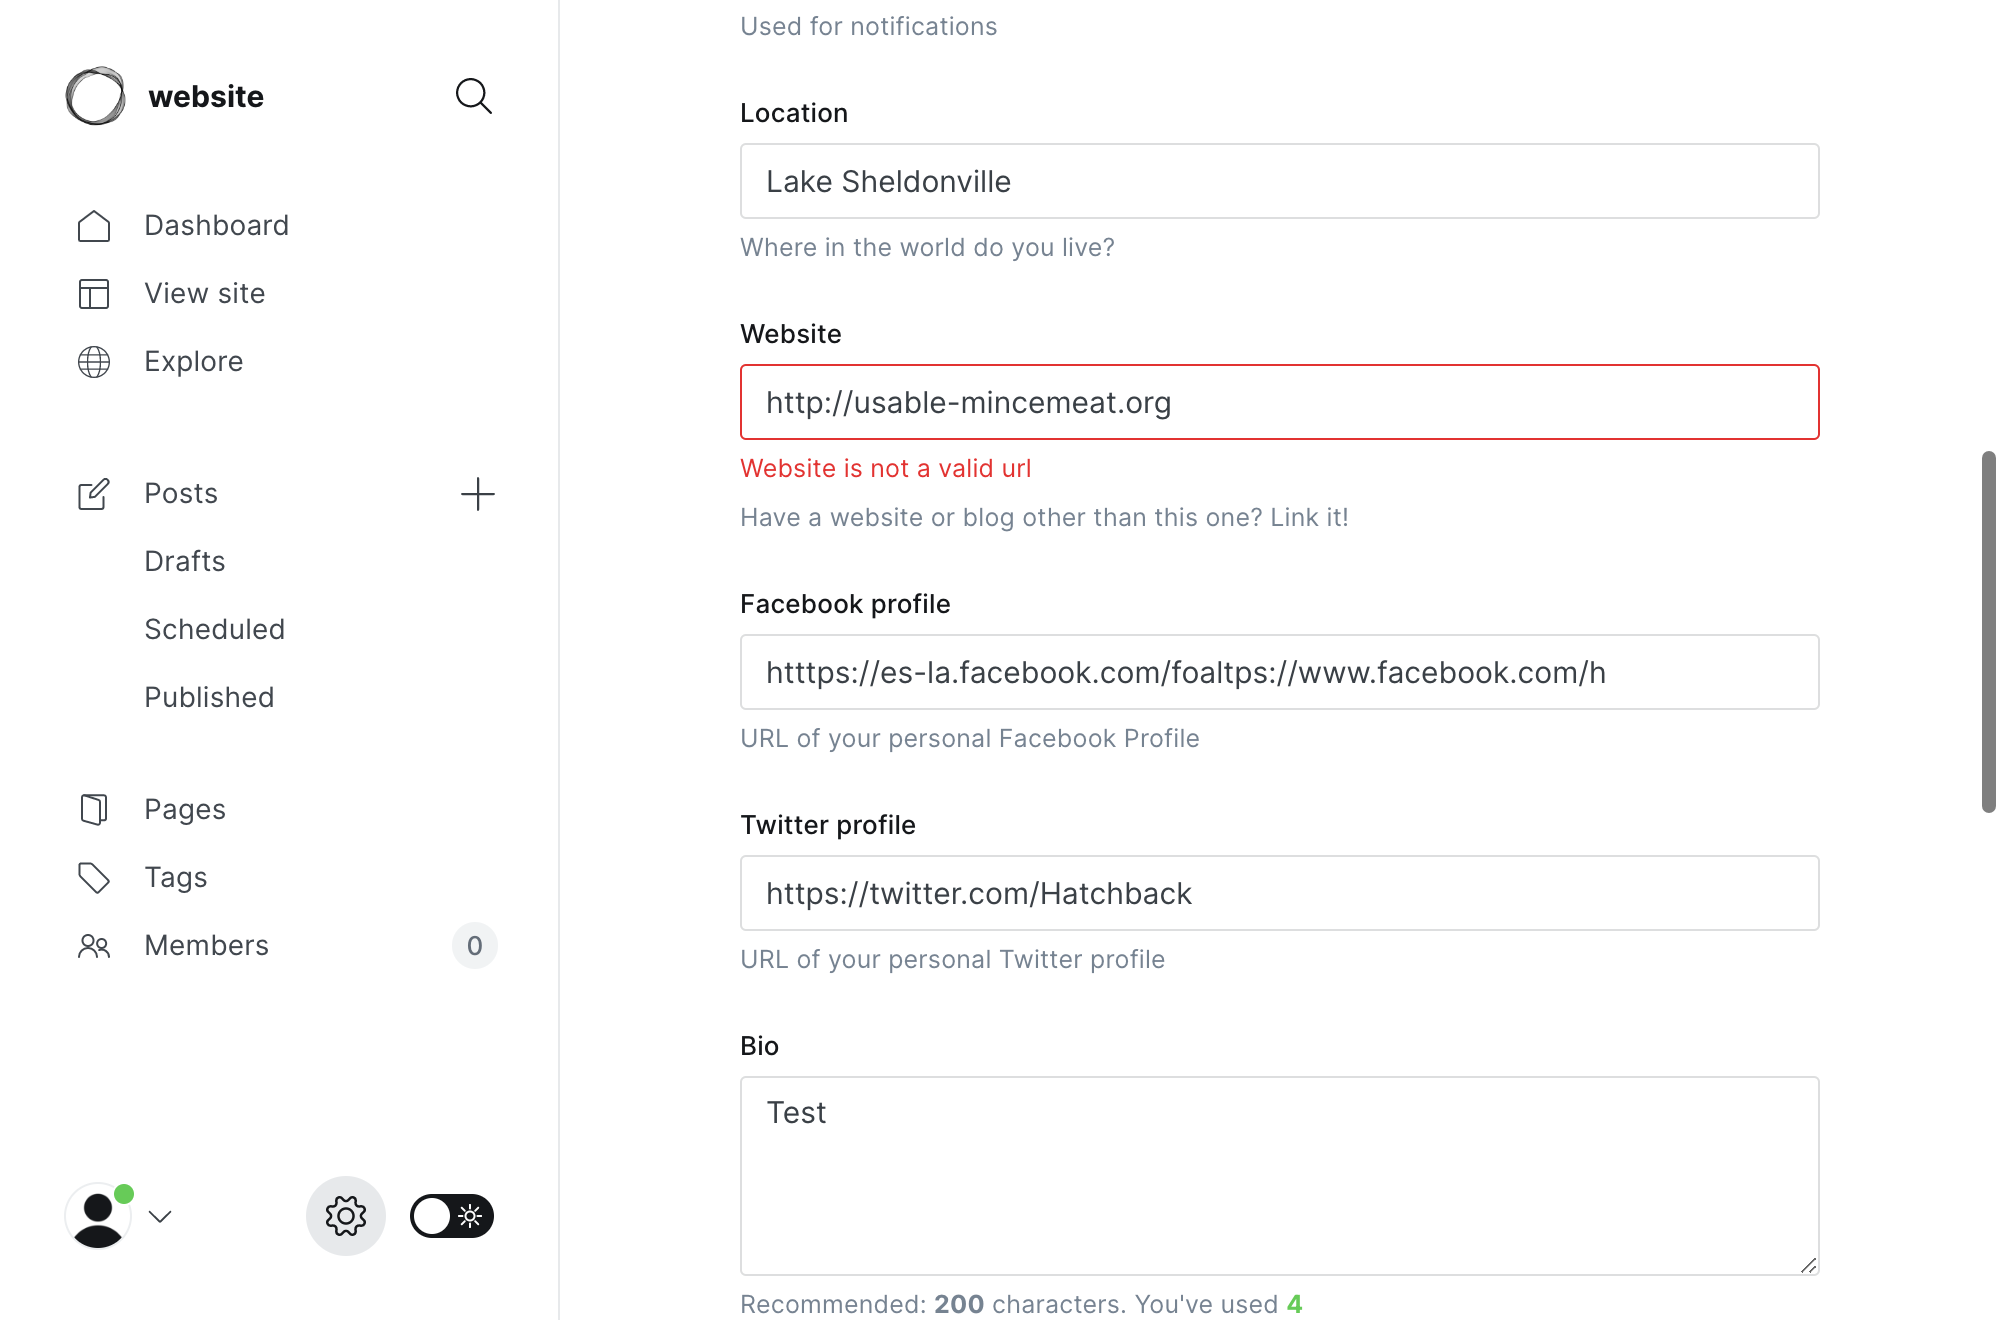 website
Dashboard
View site
Explore
Posts
Drafts
Scheduled
Published
Pages
Tags
Members
0
Used for notifications
Location
Lake Sheldonville
Where in the world do you live?
Website
http://usable-mincemeat.org
Website is not a valid url
Have a website or blog other than this one? Link it!
Facebook profile
htttps://es-la.facebook.com/foaltps://www.facebook.com/h
URL of your personal Facebook Profile
Twitter profile
https://twitter.com/Hatchback
URL of your personal Twitter profile
Bio
Test
Recommended: 200 characters. You've used 4